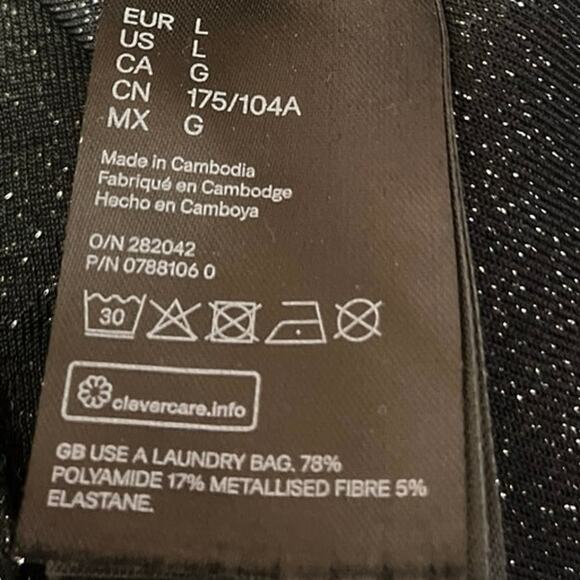 EUR L
US L
CA G
CN 175/104A
MX G
Made in Cambodia
Fabriqué en Cambodge
Hecho en Camboya
O/N 282042
P/N 0788106 0
30
clevercare.info
GB USE A LAUNDRY BAG. 78%
POLYAMIDE 17% METALLISED FIBRE 5%
ELASTANE.